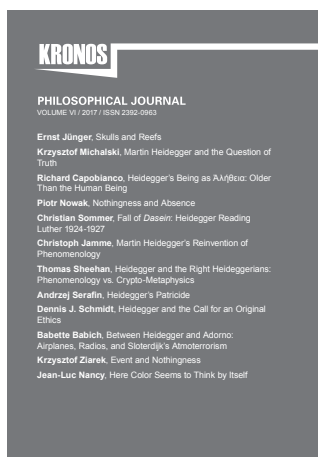 KRONOS
PHILOSOPHICAL JOURNAL
VOLUME VI / 2017 / ISSN 2392-0963
Ernst Jünger, Skulls and Reefs
Krzysztof Michalski, Martin Heidegger and the Question of
Truth
Richard Capobianco, Heidegger's Being as Ἀλήθεια: Older
Than the Human Being
Piotr Nowak, Nothingness and Absence
Christian Sommer, Fall of Dasein: Heidegger Reading
Luther 1924-1927
Christoph Jamme, Martin Heidegger's Reinvention of
Phenomenology
Thomas Sheehan, Heidegger and the Right Heideggerians:
Phenomenology vs. Crypto-Metaphysics
Andrzej Serafin, Heidegger's Patricide
Dennis J. Schmidt, Heidegger and the Call for an Original
Ethics
Babette Babich, Between Heidegger and Adorno:
Airplanes, Radios, and Sloterdijk's Atmoterrorism
Krzysztof Ziarek, Event and Nothingness
Jean-Luc Nancy, Here Color Seems to Think by Itself